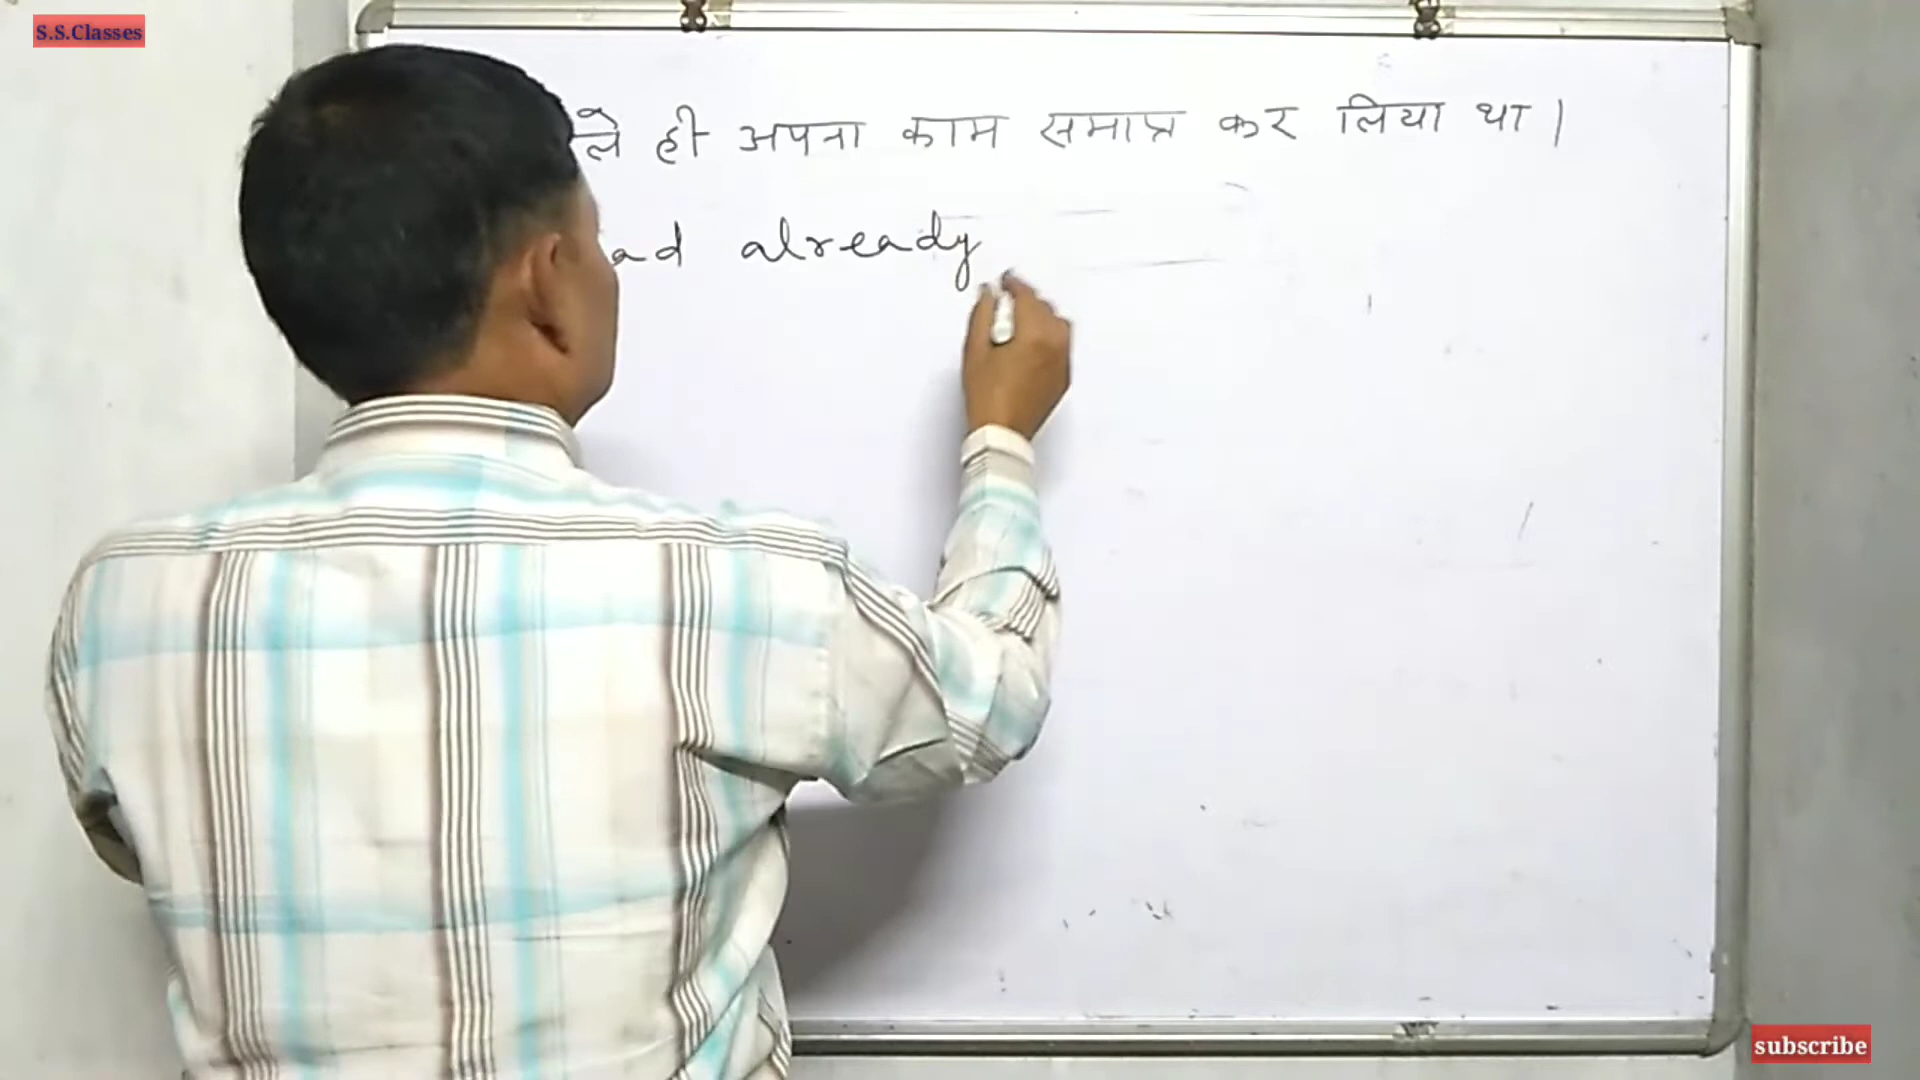 S.S.Classes
ले ही अपना काम समाप्त कर लिया था।
ad already
subscribe